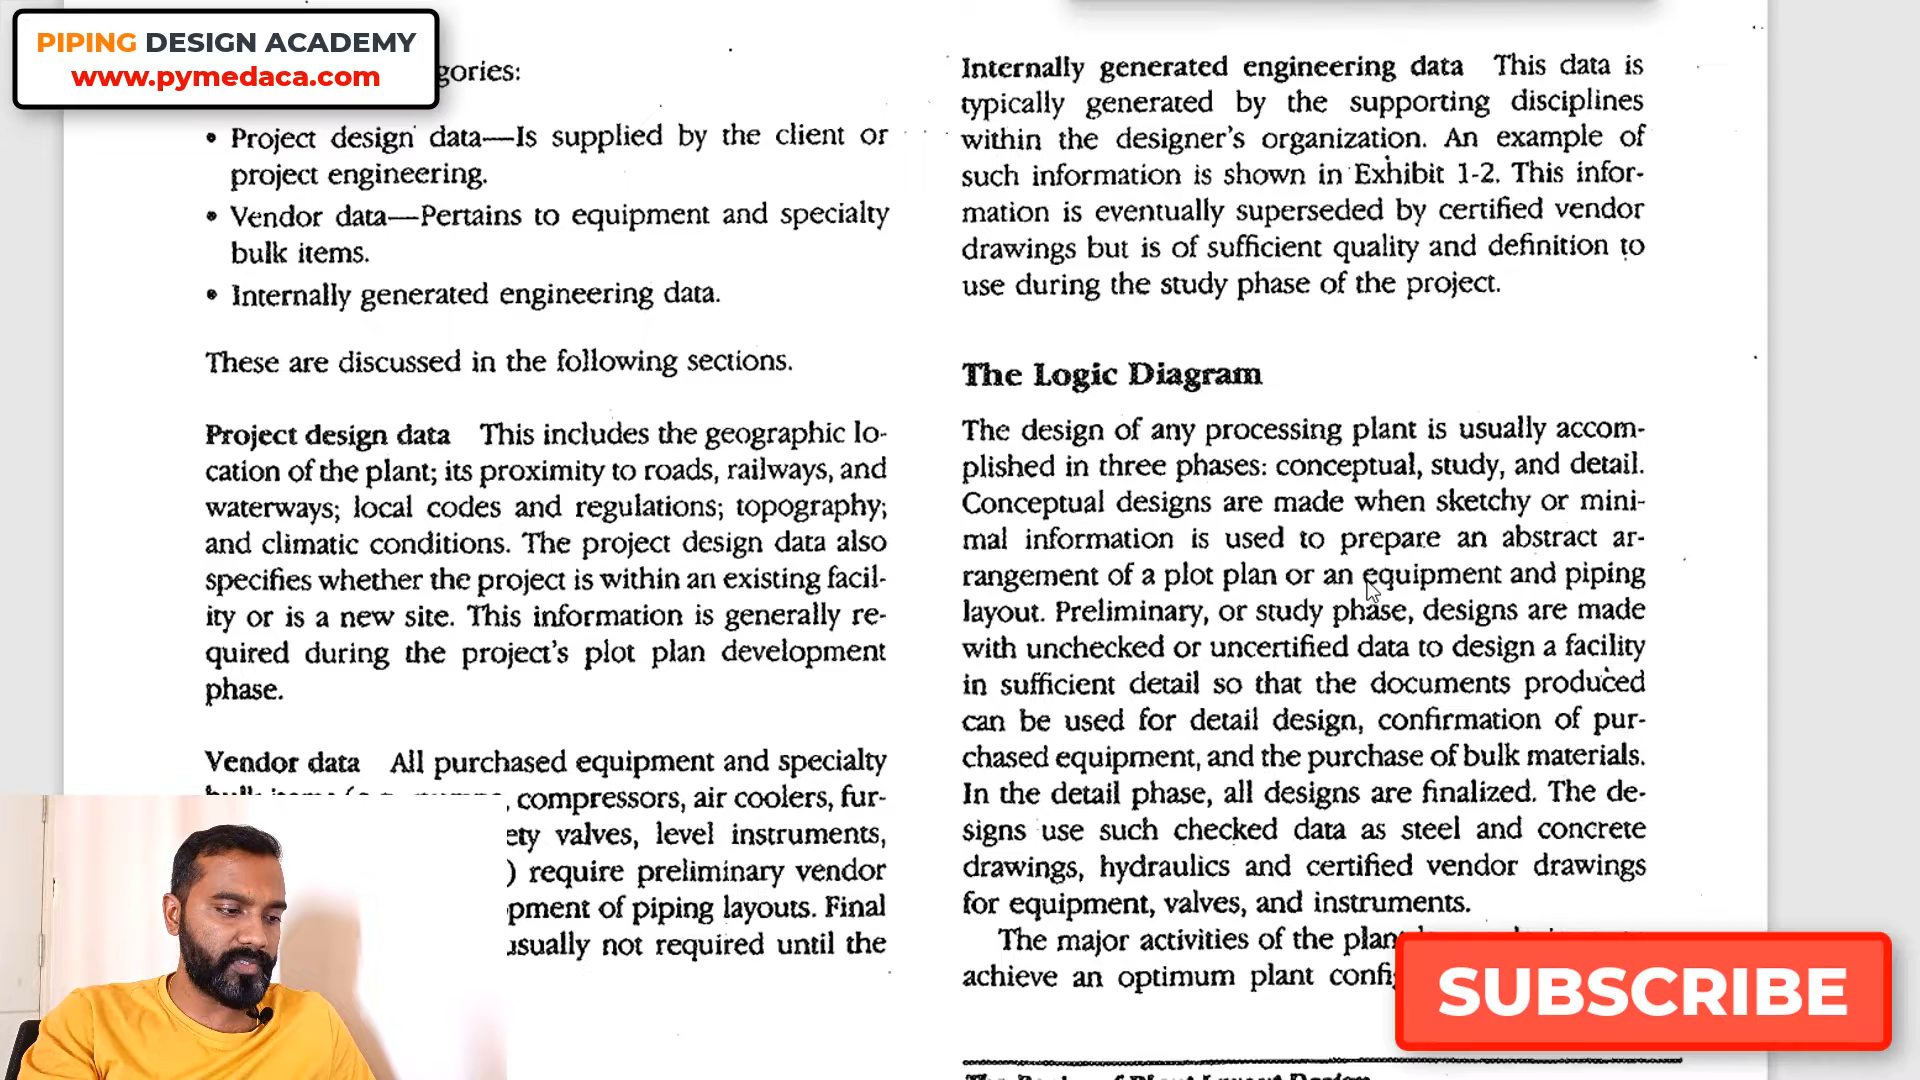 PIPING DESIGN ACADEMY
www.pymedaca.com
gories:
• Project design data—Is supplied by the client or
project engineering.
• Vendor data—Pertains to equipment and specialty
bulk items.
• Internally generated engineering data.
These are discussed in the following sections.
Project design data This includes the geographic lo-
cation of the plant; its proximity to roads, railways, and
waterways; local codes and regulations; topography;
and climatic conditions. The project design data also
specifies whether the project is within an existing facil-
ity or is a new site. This information is generally re-
quired during the project's plot plan development
phase.
Vendor data All purchased equipment and specialty
, compressors, air coolers, fur-
ety valves, level instruments,
) require preliminary vendor
pment of piping layouts. Final
usually not required until the
Internally generated engineering data This data is
typically generated by the supporting disciplines
within the designer's organization. An example of
such information is shown in Exhibit 1-2. This infor-
mation is eventually superseded by certified vendor
drawings but is of sufficient quality and definition to
use during the study phase of the project.
The Logic Diagram
The design of any processing plant is usually accom-
plished in three phases: conceptual, study, and detail.
Conceptual designs are made when sketchy or mini-
mal information is used to prepare an abstract ar-
rangement of a plot plan or an equipment and piping
layout. Preliminary, or study phase, designs are made
with unchecked or uncertified data to design a facility
in sufficient detail so that the documents produced
can be used for detail design, confirmation of pur-
chased equipment, and the purchase of bulk materials.
In the detail phase, all designs are finalized. The de-
signs use such checked data as steel and concrete
drawings, hydraulics and certified vendor drawings
for equipment, valves, and instruments.
The major activities of the plan
achieve an optimum plant confi
SUBSCRIBE